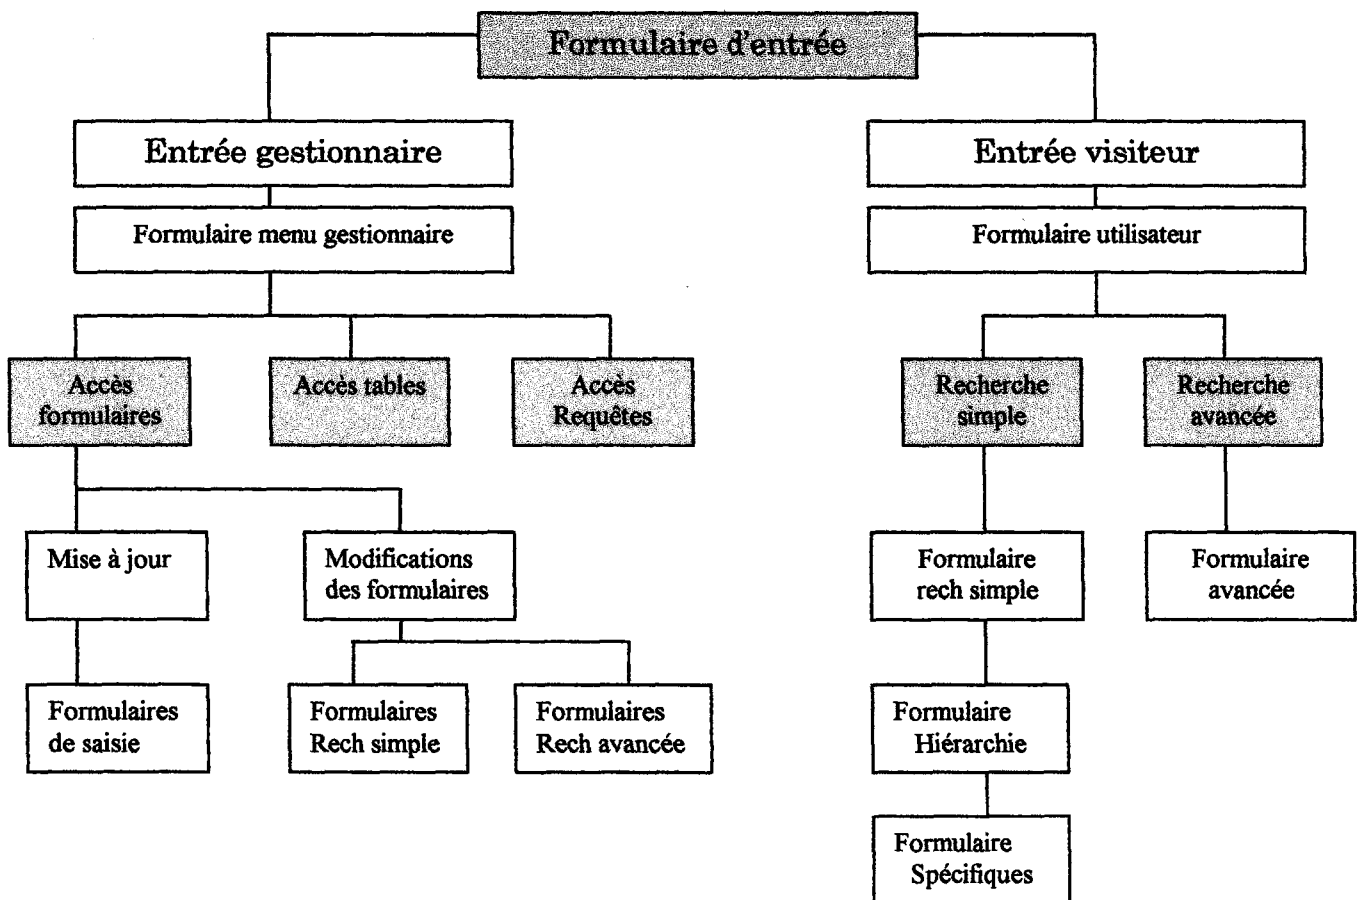 Formulaire d'entrée
Entrée gestionnaire
Entrée visiteur
Formulaire menu gestionnaire
Formulaire utilisateur
Accès
formulaires
Accès tables
Accès
Requêtes
Recherche
simple
Recherche
avancée
Mise à jour
Modifications
des formulaires
Formulaire
rech simple
Formulaire
avancée
Formulaires
de saisie
Formulaires
Rech simple
Formulaires
Rech avancée
Formulaire
Hiérarchie
Formulaire
Spécifiques